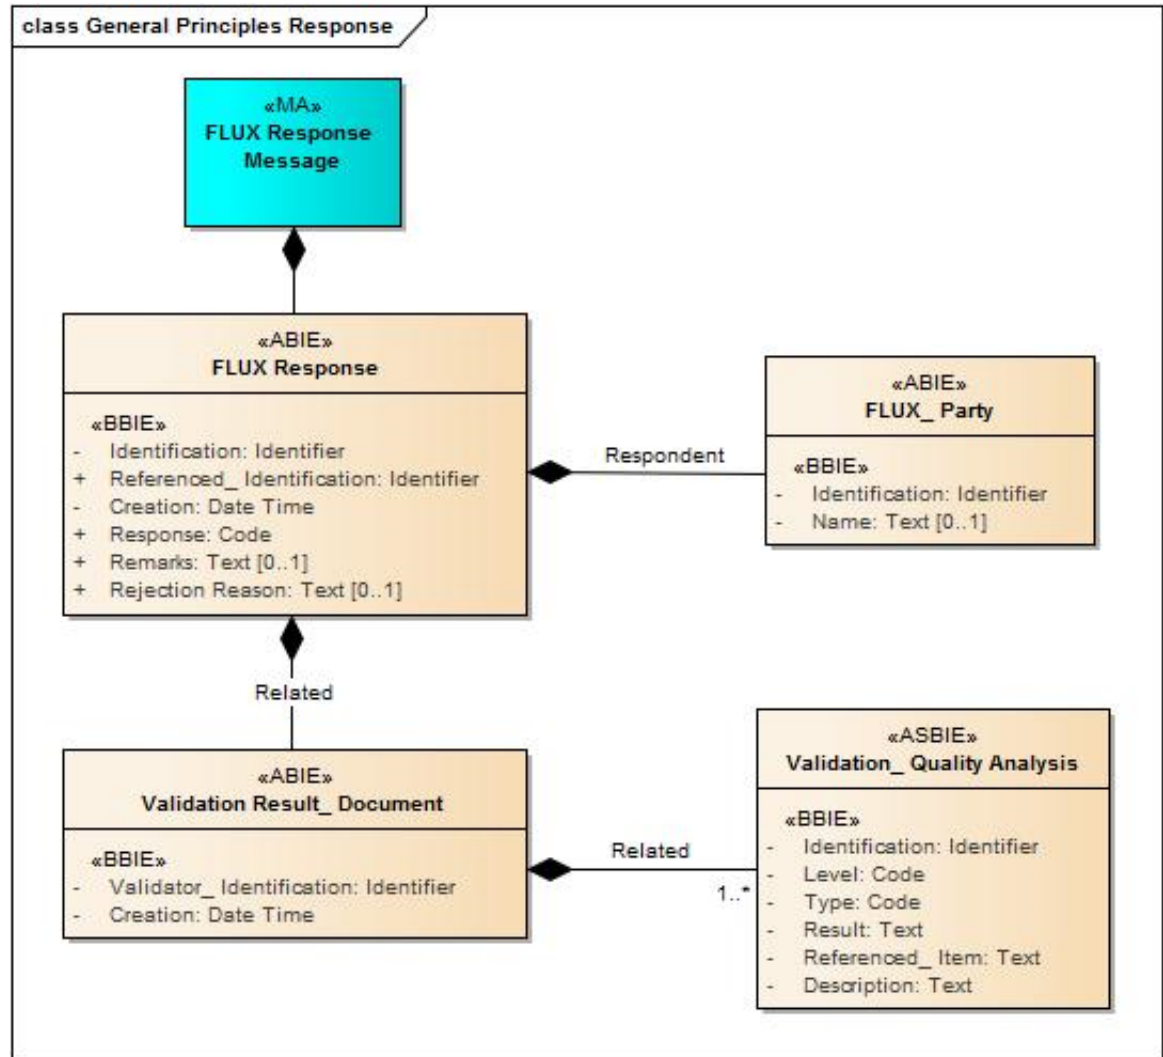 class General Principles Response
«MA»
FLUX Response
Message
«ABIE»
FLUX Response
«BBIE»
- Identification: Identifier
+ Referenced_ Identification: Identifier
- Creation: Date Time
+ Response: Code
+ Remarks: Text [0..1]
+ Rejection Reason: Text [0..1]
Respondent
«ABIE»
FLUX_ Party
«BBIE»
- Identification: Identifier
- Name: Text [0..1]
Related
«ABIE»
Validation Result_ Document
«BBIE»
- Validator_ Identification: Identifier
- Creation: Date Time
Related
1..*
«ASBIE»
Validation_ Quality Analysis
«BBIE»
- Identification: Identifier
- Level: Code
- Type: Code
- Result: Text
- Referenced_ Item: Text
- Description: Text